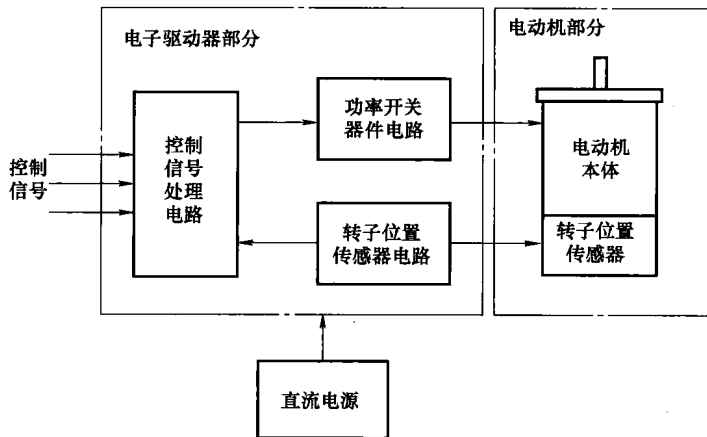 电子驱动器部分
电动机部分
控制
信号
控制
信号
处理
电路
功率开关
器件电路
转子位置
传感器电路
电动机
本体
转子位置
传感器
直流电源